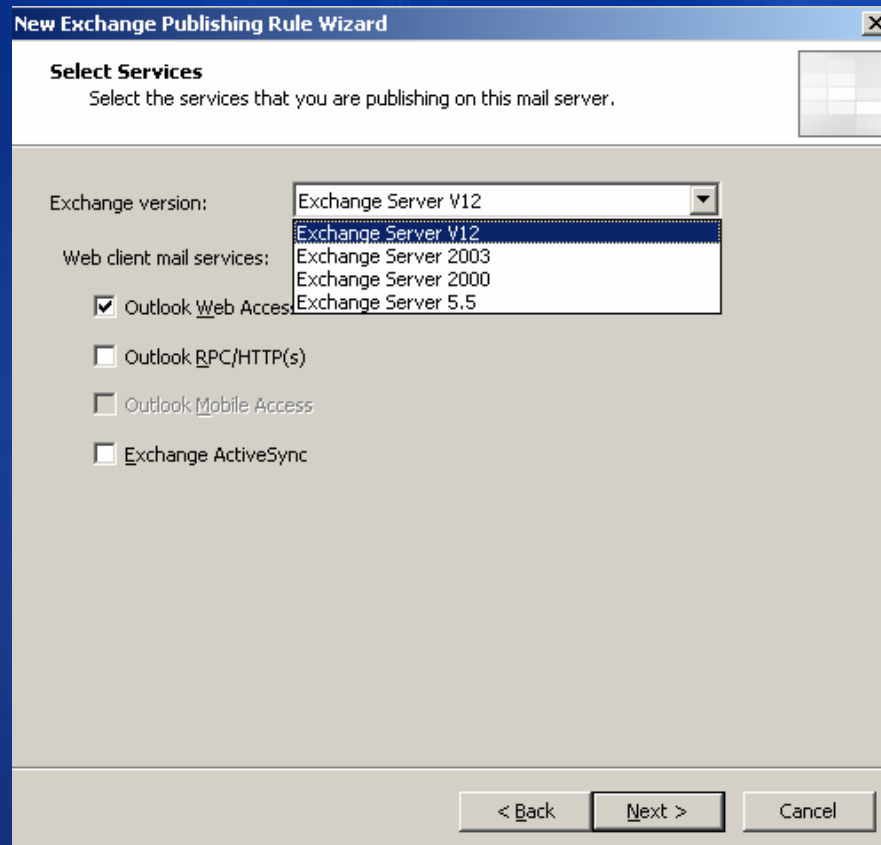 New Exchange Publishing Rule Wizard
Select Services
Select the services that you are publishing on this mail server.
Exchange version:
Exchange Server V12
Exchange Server V12
Exchange Server 2003
Exchange Server 2000
Exchange Server 5.5
Web client mail services:
Outlook Web Acces
Outlook RPC/HTTP(s)
Outlook Mobile Access
Exchange ActiveSync
< Back
Next >
Cancel